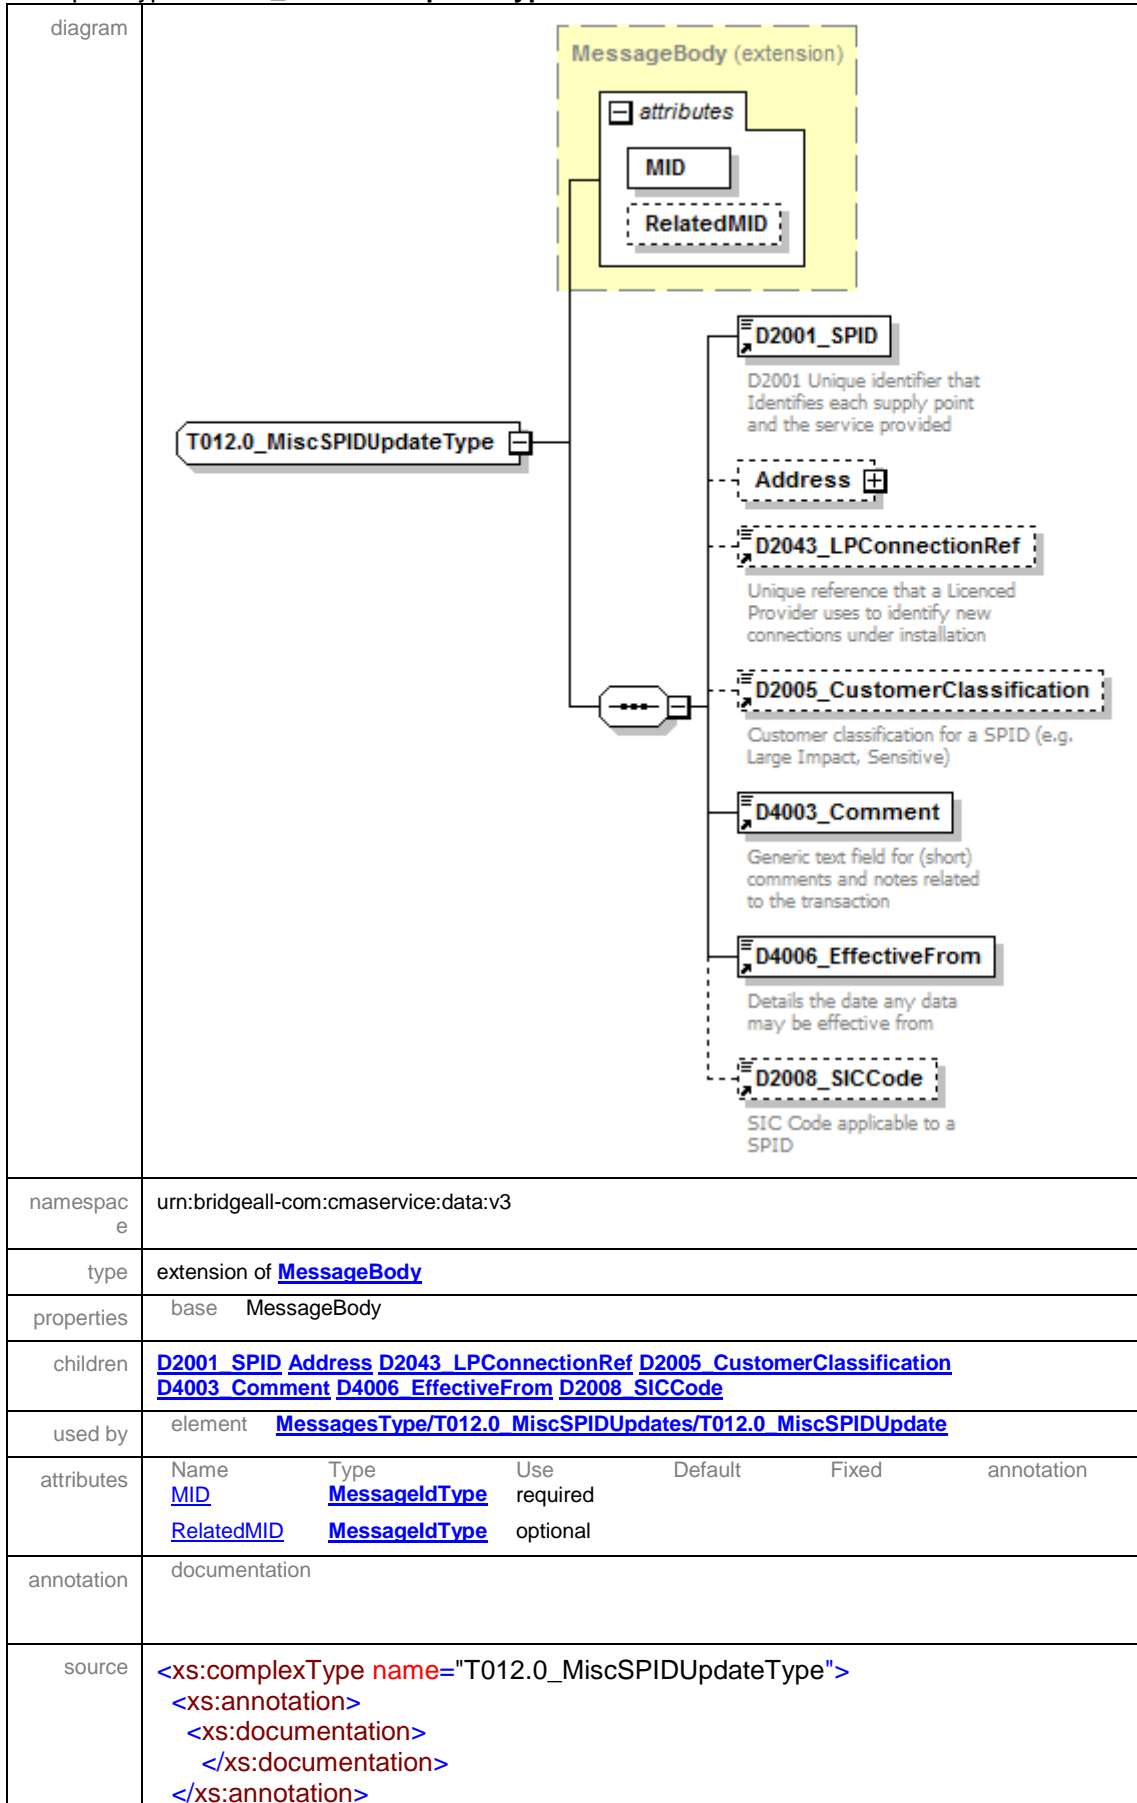 diagram
MessageBody (extension)
attributes
MID
RelatedMID
T012.0_MiscSPIDUpdateType
D2001_SPID
D2001 Unique identifier that
Identifies each supply point
and the service provided
Address
D2043_LPConnectionRef
Unique reference that a Licenced
Provider uses to identify new
connections under installation
D2005_CustomerClassification
Customer classification for a SPID (e.g.
Large Impact, Sensitive)
D4003_Comment
Generic text field for (short)
comments and notes related
to the transaction
D4006_EffectiveFrom
Details the date any data
may be effective from
D2008_SICCode
SIC Code applicable to a
SPID
namespac
e
urn:bridgeall-com:cmaservice:data:v3
type extension of MessageBody
properties base MessageBody
children D2001_SPID Address D2043_LPConnectionRef D2005_CustomerClassification
D4003_Comment D4006_EffectiveFrom D2008_SICCode
used by element MessagesType/T012.0_MiscSPIDUpdates/T012.0_MiscSPIDUpdate
attributes Name Type Use Default Fixed annotation
MID MessageIdType required
RelatedMID MessageIdType optional
annotation documentation
source <xs:complexType name="T012.0_MiscSPIDUpdateType">
<xs:annotation>
<xs:documentation>
</xs:documentation>
</xs:annotation>